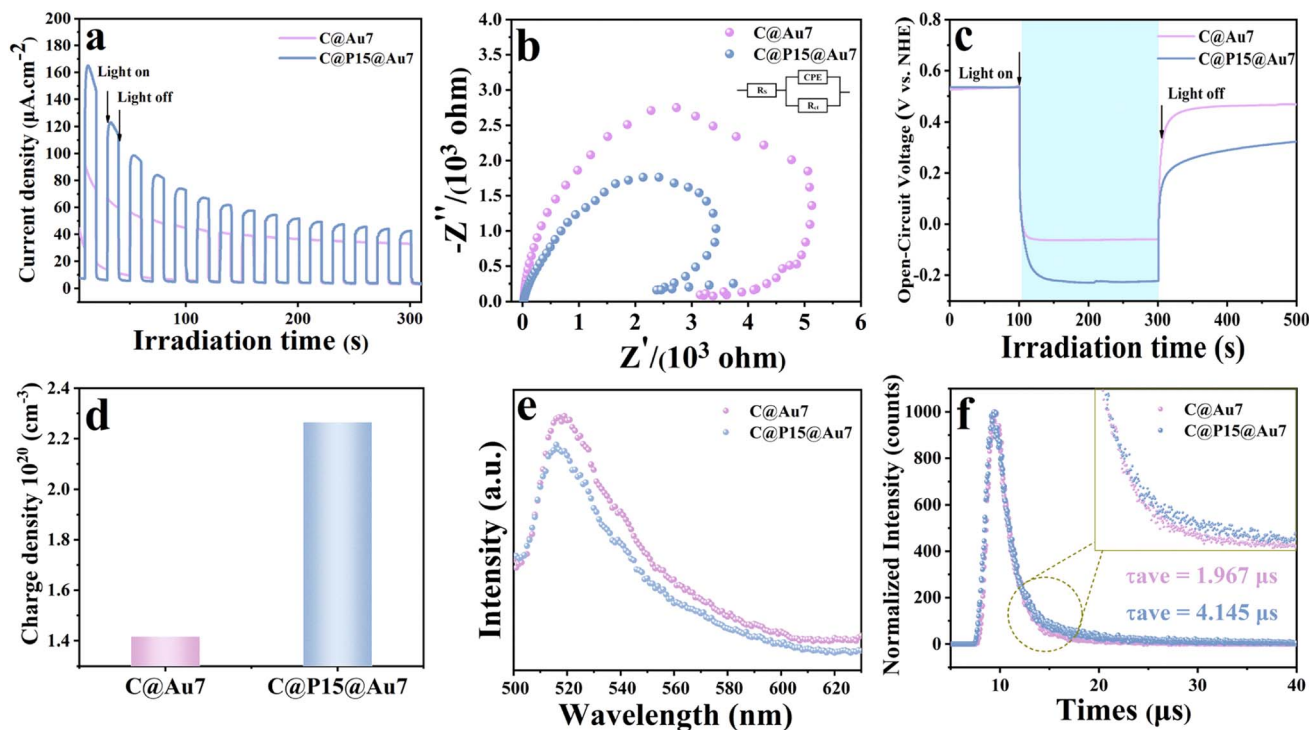 a
C@Au7
C@P15@Au7
Light on
Light off
Current density (μA.cm⁻²)
180
160
140
120
100
80
60
40
20
0
100
200
300
Irradiation time (s)
b
C@Au7
C@P15@Au7
Rs
CPE
Rct
-Z''/(10³ ohm)
4.0
3.5
3.0
2.5
2.0
1.5
1.0
0.5
0.0
0
1
2
3
4
5
6
Z'/(10³ ohm)
c
C@Au7
C@P15@Au7
Light on
Light off
Open-Circuit Voltage (V vs. NHE)
0.8
0.6
0.4
0.2
0.0
-0.2
0
100
200
300
400
500
Irradiation time (s)
d
Charge density 10²⁰ (cm⁻³)
2.4
2.2
2.0
1.8
1.6
1.4
C@Au7
C@P15@Au7
e
C@Au7
C@P15@Au7
Intensity (a.u.)
500
520
540
560
580
600
620
Wavelength (nm)
f
C@Au7
C@P15@Au7
τave = 1.967 μs
τave = 4.145 μs
Normalized Intensity (counts)
1000
800
600
400
200
0
10
20
30
40
Times (μs)